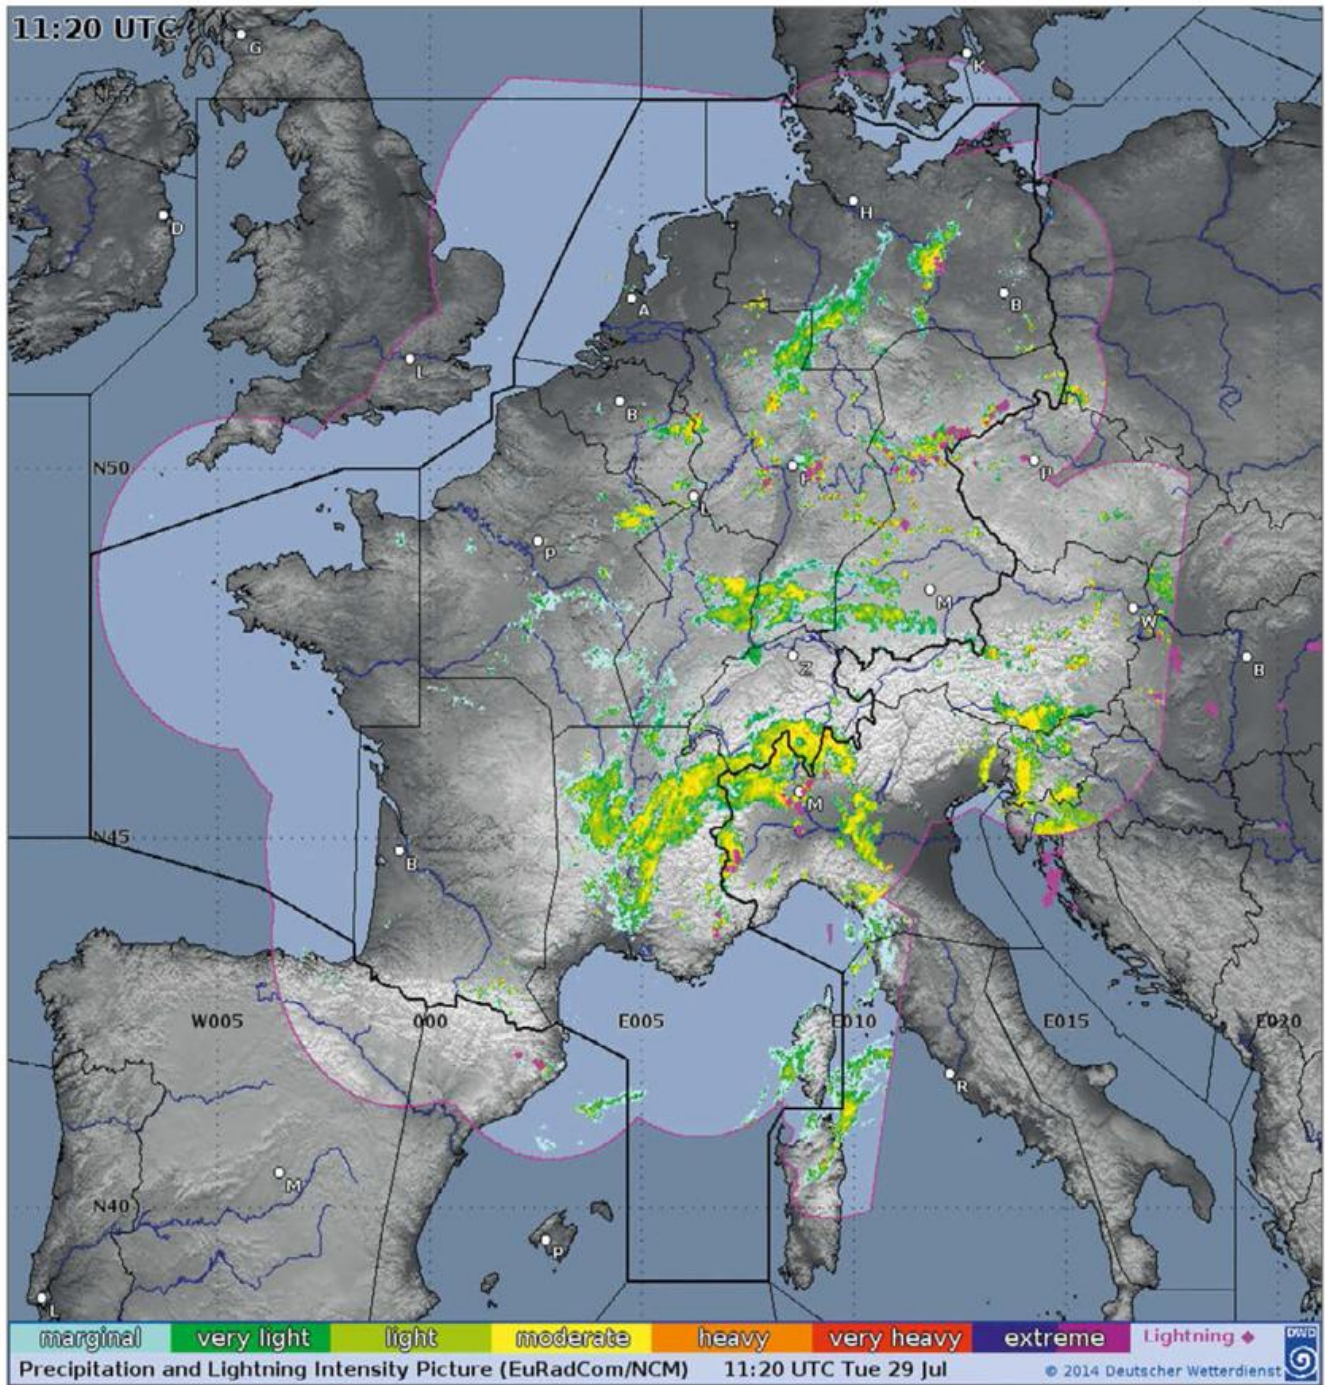 11:20 UTC
G
K
D
H
A
B
L
B
N50
P
F
L
P
M
W
Z
B
M
N45
B
W005
000
E005
E010
E015
E020
R
M
N40
P
L
marginal very light light moderate heavy very heavy extreme Lightning
DWD
Precipitation and Lightning Intensity Picture (EuRadCom/NCM) 11:20 UTC Tue 29 Jul © 2014 Deutscher Wetterdienst